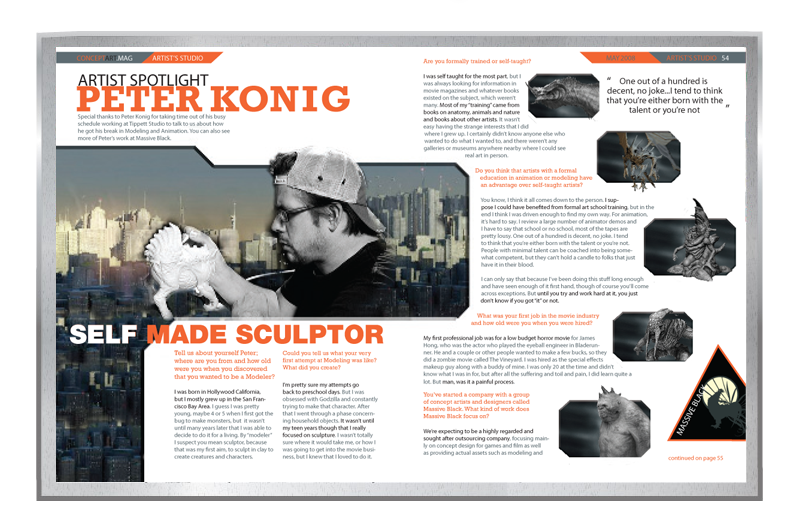 CONCEPTART.MAG
ARTIST'S STUDIO
ARTIST SPOTLIGHT
PETER KONIG
Special thanks to Peter Konig for taking time out of his busy
schedule working at Tippett Studio to talk to us about how
he got his break in Modeling and Animation. You can also see
more of Peter's work at Massive Black.
SELF MADE SCULPTOR
Tell us about yourself Peter;
where are you from and how old
were you when you discovered
that you wanted to be a Modeler?
I was born in Hollywood California,
but I mostly grew up in the San Fran-
cisco Bay Area. I guess I was pretty
young, maybe 4 or 5 when I first got the
bug to make monsters, but it wasn't
until many years later that I was able to
decide to do it for a living. By "modeler"
I suspect you mean sculptor, because
that was my first aim, to sculpt in clay to
create creatures and characters.
Could you tell us what your very
first attempt at Modeling was like?
What did you create?
I'm pretty sure my attempts go
back to preschool days. But I was
obsessed with Godzilla and constantly
trying to make that character. After
that I went through a phase concern-
ing household objects. It wasn't until
my teen years though that I really
focused on sculpture. I wasn't totally
sure where it would take me, or how I
was going to get into the movie busi-
ness, but I knew that I loved to do it.
Are you formally trained or self-taught?
I was self taught for the most part, but I
was always looking for information in
movie magazines and whatever books
existed on the subject, which weren't
many. Most of my "training" came from
books on anatomy, animals and nature
and books about other artists. It wasn't
easy having the strange interests that I did
where I grew up. I certainly didn't know anyone else who
wanted to do what I wanted to, and there weren't any
galleries or museums anywhere nearby where I could see
real art in person.
Do you think that artists with a formal
education in animation or modeling have
an advantage over self-taught artists?
You know, I think it all comes down to the person. I sup-
pose I could have benefited from formal art school training, but in the
end I think I was driven enough to find my own way. For animation,
it's hard to say. I review a large number of animator demos and
I have to say that school or no school, most of the tapes are
pretty lousy. One out of a hundred is decent, no joke. I tend
to think that you're either born with the talent or you're not.
People with minimal talent can be coached into being some-
what competent, but they can't hold a candle to folks that just
have it in their blood.
I can only say that because I've been doing this stuff long enough
and have seen enough of it first hand, though of course you'll come
across exceptions. But until you try and work hard at it, you just
don't know if you got "it" or not.
What was your first job in the movie industry
and how old were you when you were hired?
My first professional job was for a low budget horror movie for James
Hong, who was the actor who played the eyeball engineer in Bladerun-
ner. He and a couple or other people wanted to make a few bucks, so they
did a zombie movie called The Vineyard. I was hired as the special effects
makeup guy along with a buddy of mine. I was only 20 at the time and didn't
know what I was in for, but after all the suffering and toil and pain, I did learn quite a
lot. But man, was it a painful process.
You've started a company with a group
of concept artists and designers called
Massive Black. What kind of work does
Massive Black focus on?
We're expecting to be a highly regarded and
sought after outsourcing company, focusing main-
ly on concept design for games and film as well
as providing actual assets such as modeling and
MAY 2008
ARTIST'S STUDIO 54
" One out of a hundred is
decent, no joke...I tend to think
that you're either born with the
talent or you're not "
MASSIVE BLACK
continued on page 55